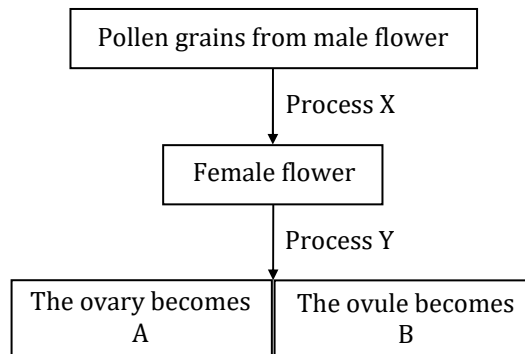 Pollen grains from male flower
Process X
Female flower
Process Y
The ovary becomes
A
The ovule becomes
B